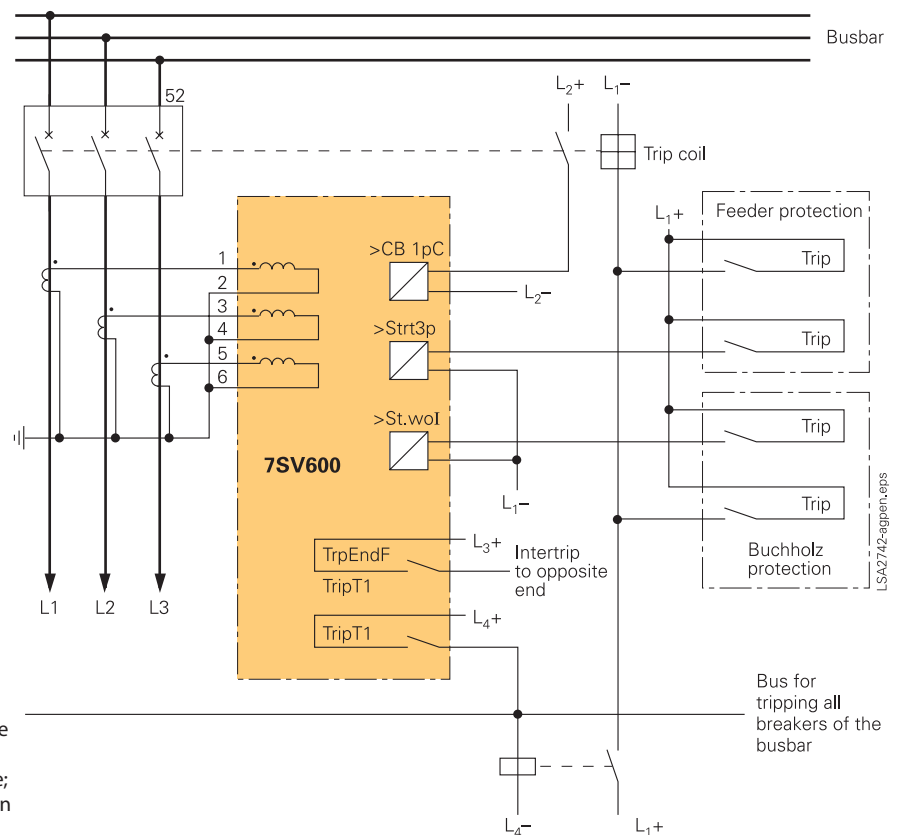 Busbar
52
L2+
L1–
Trip coil
L1+
Feeder protection
Trip
Trip
>CB 1pC
L2–
1
2
3
4
5
6
>Strt3p
>St.woI
7SV600
L1–
Trip
Trip
Buchholz
protection
LSA2742-agpen.eps
TrpEndF
TripT1
L3+
Intertrip
to opposite
end
TripT1
L4+
L1
L2
L3
Bus for
tripping all
breakers of the
busbar
e
e;
n
L4–
L1+